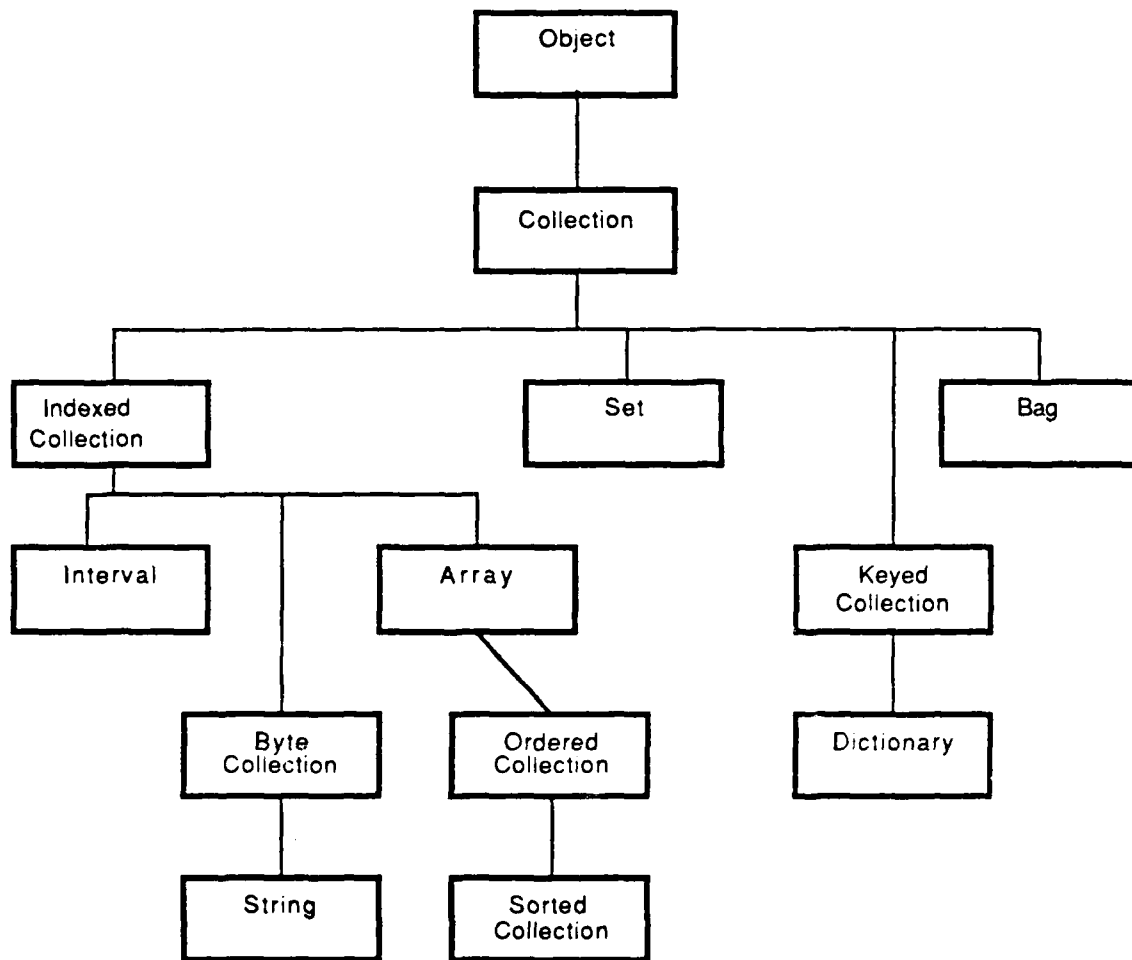 Object
Collection
Indexed
Collection
Set
Bag
Interval
Array
Keyed
Collection
Byte
Collection
Ordered
Collection
Dictionary
String
Sorted
Collection